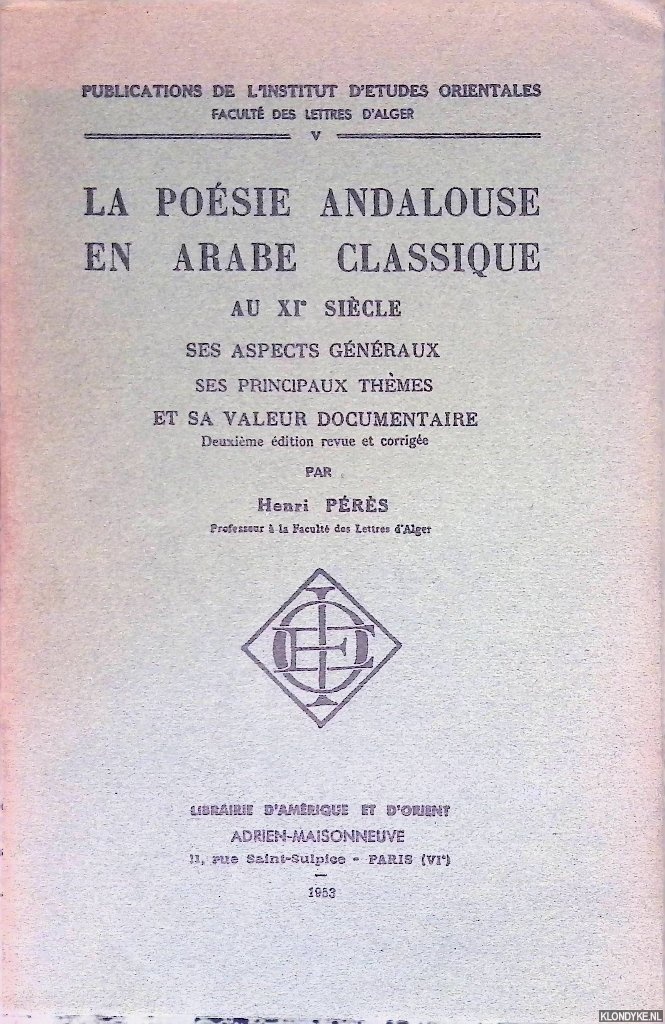 PUBLICATIONS DE L'INSTITUT D'ETUDES ORIENTALES
FACULTÉ DES LETTRES D'ALGER
V
LA POÉSIE ANDALOUSE
EN ARABE CLASSIQUE
AU XIe SIÈCLE
SES ASPECTS GÉNÉRAUX
SES PRINCIPAUX THÈMES
ET SA VALEUR DOCUMENTAIRE
Deuxième édition revue et corrigée
PAR
Henri PÉRÈS
Professeur à la Faculté des Lettres d'Alger
LIBRAIRIE D'AMÉRIQUE ET D'ORIENT
ADRIEN-MAISONNEUVE
11, rue Saint-Sulpice - PARIS (VIe)
1953
KLONDYKE.NL